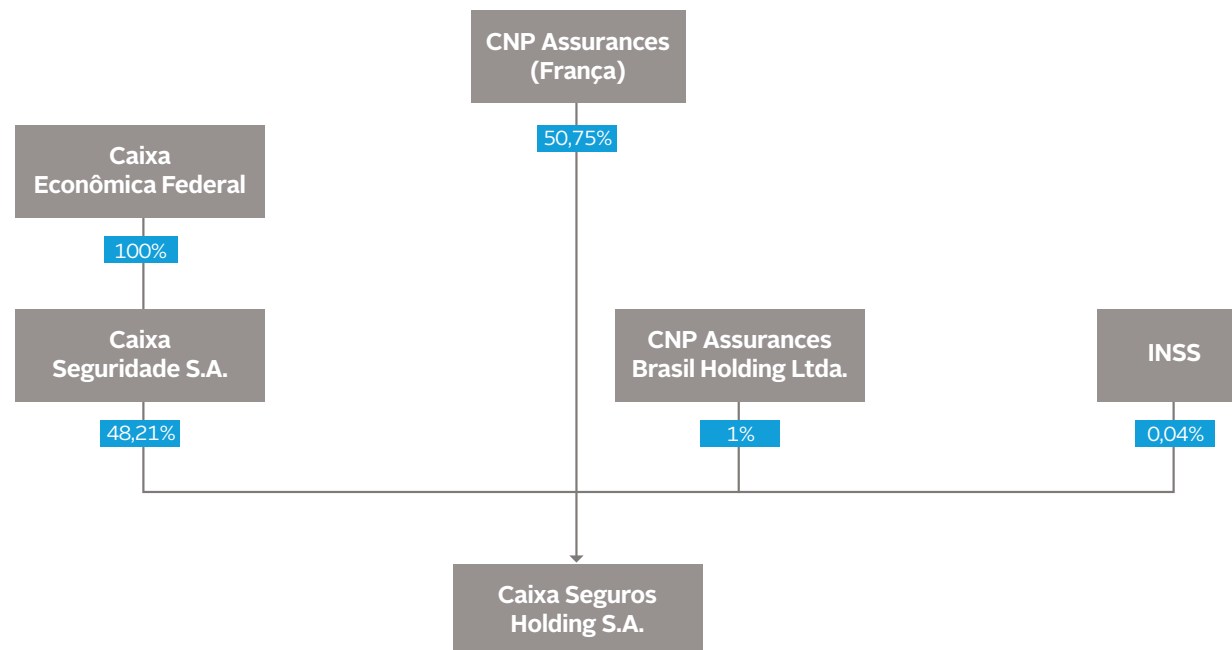 CNP Assurances
(França)
50,75%
Caixa
Econômica Federal
100%
Caixa
Seguridade S.A.
48,21%
CNP Assurances
Brasil Holding Ltda.
1%
INSS
0,04%
Caixa Seguros
Holding S.A.